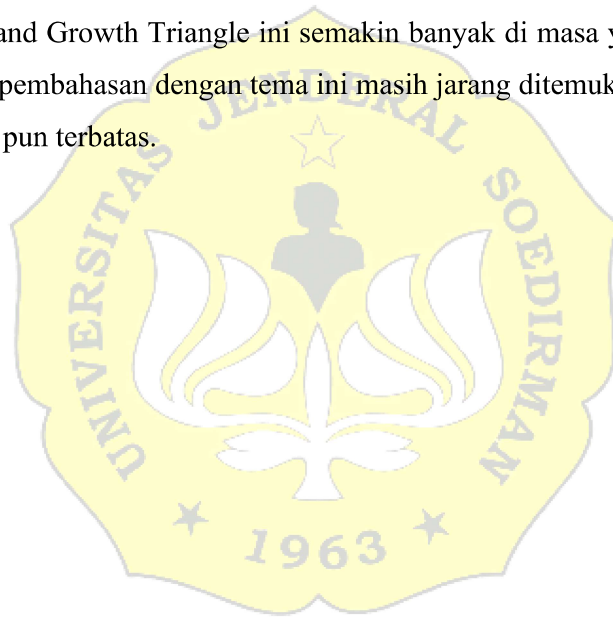 and Growth Triangle ini semakin banyak di masa y
pembahasan dengan tema ini masih jarang ditemuk
pun terbatas.
UNIVERSITAS JENDERAL SOEDIRMAN
1963